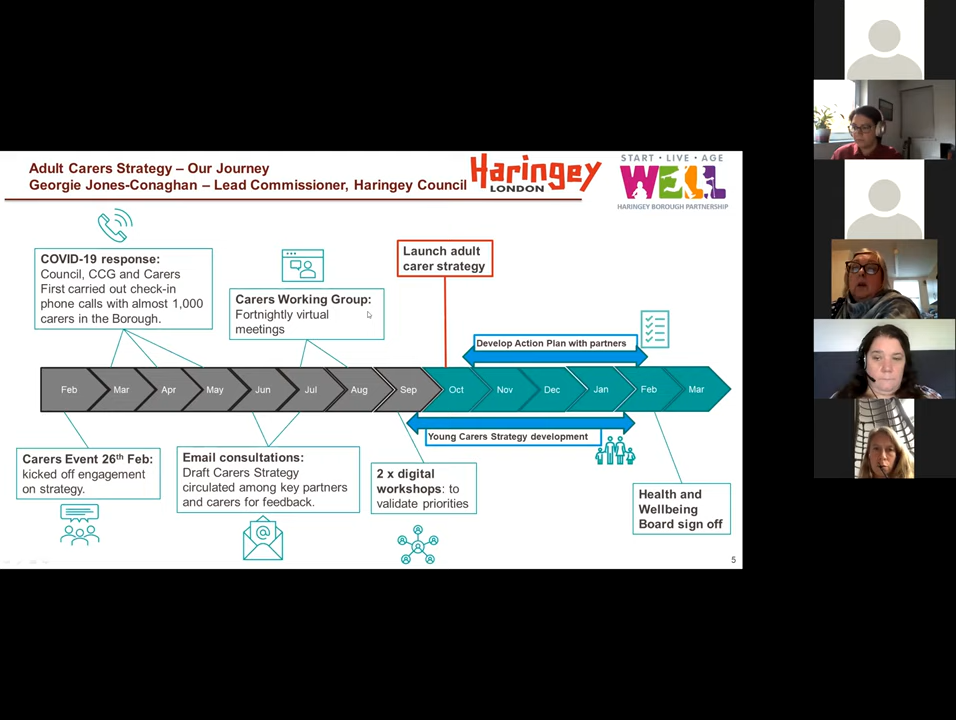 Adult Carers Strategy – Our Journey
Georgie Jones-Conaghan – Lead Commissioner, Haringey Council
Haringey
LONDON
START • LIVE • AGE
WELL
HARINGEY BOROUGH PARTNERSHIP
COVID-19 response:
Council, CCG and Carers
First carried out check-in
phone calls with almost 1,000
carers in the Borough.
Carers Working Group:
Fortnightly virtual
meetings
Launch adult
carer strategy
Develop Action Plan with partners
Feb Mar Apr May Jun Jul Aug Sep Oct Nov Dec Jan Feb Mar
Young Carers Strategy development
Carers Event 26th Feb:
kicked off engagement
on strategy.
Email consultations:
Draft Carers Strategy
circulated among key partners
and carers for feedback.
@
2 x digital
workshops: to
validate priorities
Health and
Wellbeing
Board sign off
5